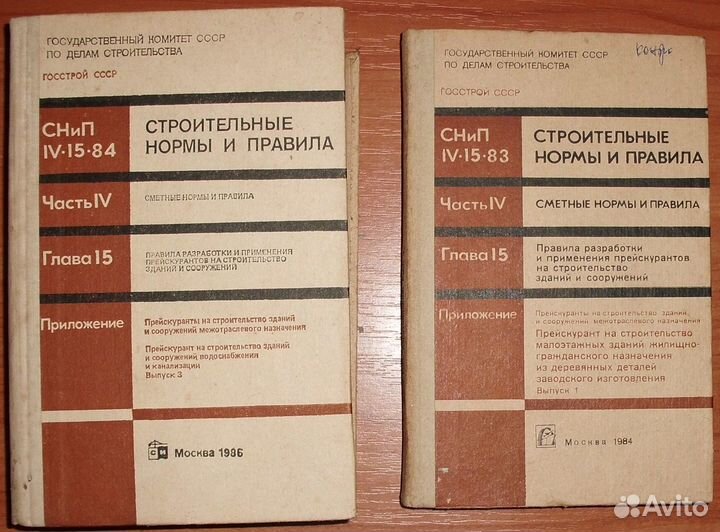 ГОСУДАРСТВЕННЫЙ КОМИТЕТ СССР
ПО ДЕЛАМ СТРОИТЕЛЬСТВА
ГОССТРОЙ СССР
СНиП
IV·15·84
СТРОИТЕЛЬНЫЕ
НОРМЫ И ПРАВИЛА
Часть IV
СМЕТНЫЕ НОРМЫ И ПРАВИЛА
Глава 15
ПРАВИЛА РАЗРАБОТКИ И ПРИМЕНЕНИЯ
ПРЕЙСКУРАНТОВ НА СТРОИТЕЛЬСТВО
ЗДАНИЙ И СООРУЖЕНИЙ
Приложение
Прейскуранты на строительство зданий
и сооружений межотраслевого назначения
Прейскурант на строительство зданий
и сооружений водоснабжения
и канализации
Выпуск 3
СИ
Москва 1986
ГОСУДАРСТВЕННЫЙ КОМИТЕТ СССР
ПО ДЕЛАМ СТРОИТЕЛЬСТВА
ГОССТРОЙ СССР
СНиП
IV·15·83
СТРОИТЕЛЬНЫЕ
НОРМЫ И ПРАВИЛА
Часть IV
СМЕТНЫЕ НОРМЫ И ПРАВИЛА
Глава 15
Правила разработки
и применения прейскурантов
на строительство
зданий и сооружений
Приложение
Прейскуранты на строительство зданий,
и сооружений межотраслевого назначения
Прейскурант на строительство
малоэтажных зданий жилищно-
гражданского назначения
из деревянных деталей
заводского изготовления
Выпуск 1
Москва 1984
Avito